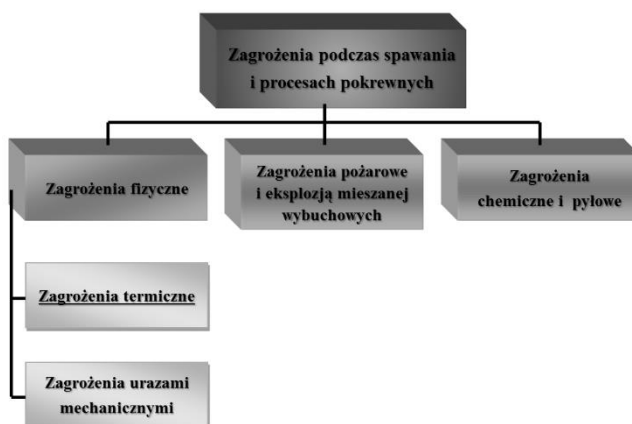 Zagrożenia podczas spawania
i procesach pokrewnych
Zagrożenia fizyczne
Zagrożenia pożarowe
i eksplozją mieszanej
wybuchowych
Zagrożenia
chemiczne i pyłowe
Zagrożenia termiczne
Zagrożenia urazami
mechanicznymi